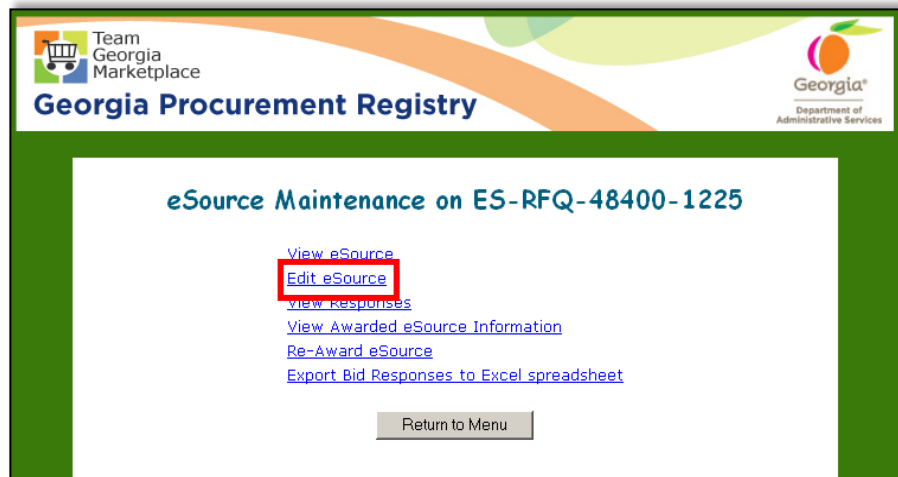 Team
Georgia
Marketplace
Georgia Procurement Registry
Georgia®
Department of
Administrative Services
eSource Maintenance on ES-RFQ-48400-1225
View eSource
Edit eSource
View Responses
View Awarded eSource Information
Re-Award eSource
Export Bid Responses to Excel spreadsheet
Return to Menu